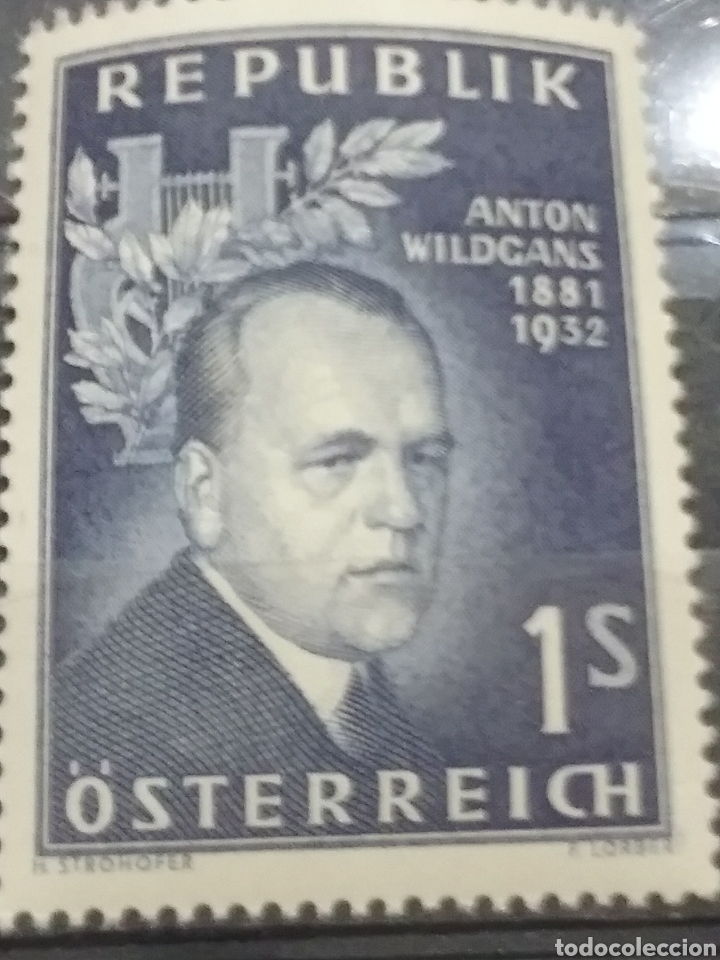 REPUBLIK
ANTON
WILDGANS
1881
1932
1S
ÖSTERREICH
H. STROHOFER
F. LORBER
todocoleccion